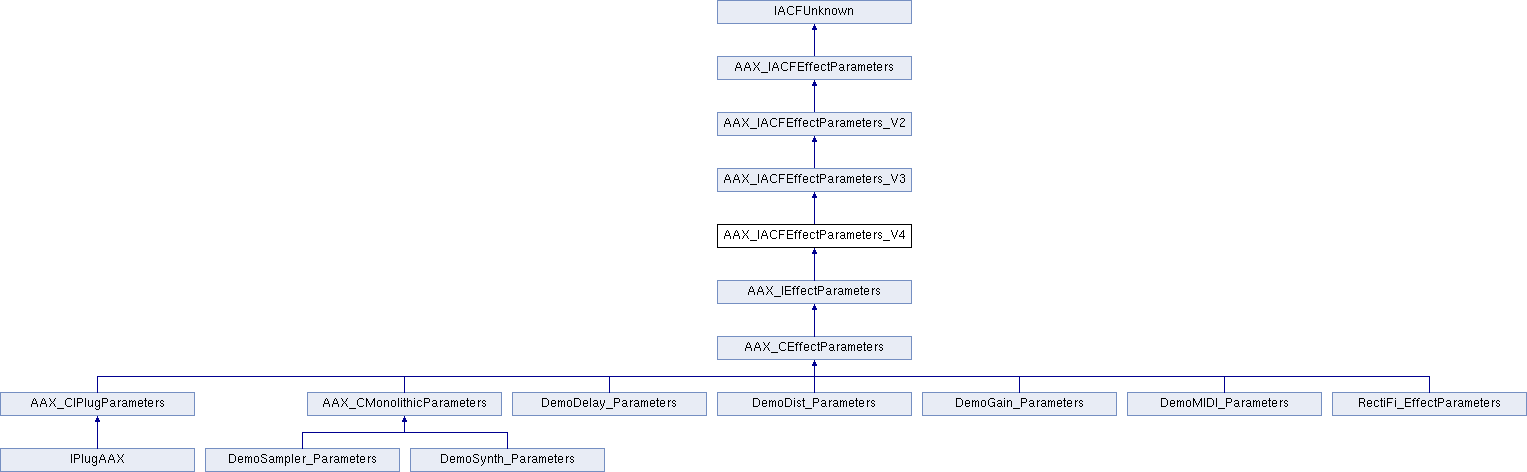 IACFUnknown
AAX_IACFEffectParameters
AAX_IACFEffectParameters_V2
AAX_IACFEffectParameters_V3
AAX_IACFEffectParameters_V4
AAX_IEffectParameters
AAX_CEffectParameters
AAX_CIPlugParameters
AAX_CMonolithicParameters
DemoDelay_Parameters
DemoDist_Parameters
DemoGain_Parameters
DemoMIDI_Parameters
RectiFi_EffectParameters
IPlugAAX
DemoSampler_Parameters
DemoSynth_Parameters